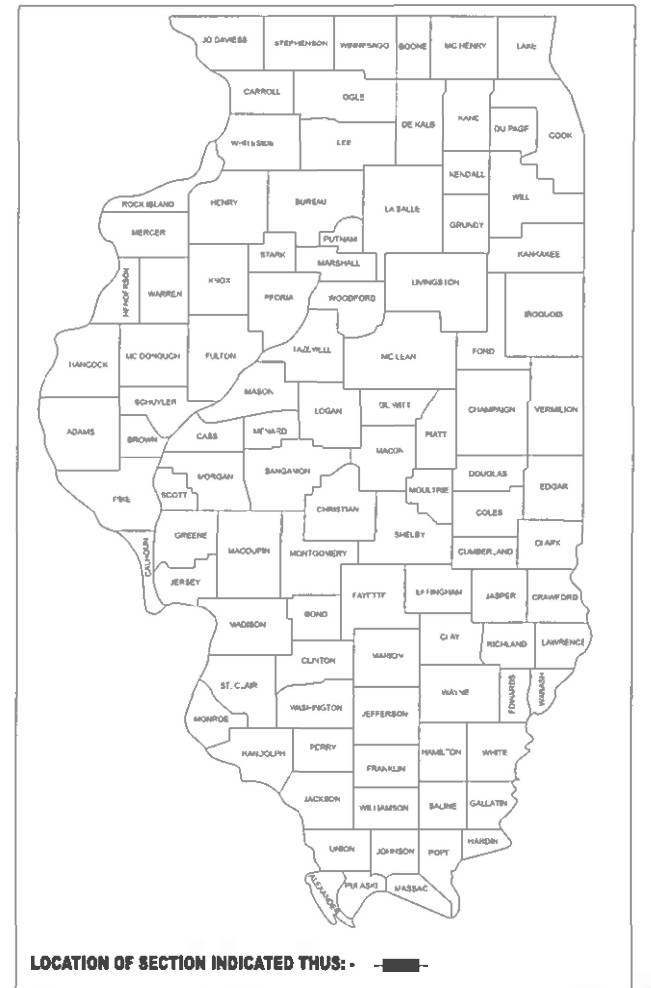 JO DAVIESS STEPHENSON WINNEBAGO BOONE MC HENRY LAKE
CARROLL OGLE
DE KALB KANE DU PAGE COOK
WHITESIDE LEE
KENDALL
ROCK ISLAND HENRY BUREAU LA SALLE WILL
MERCER PUTNAM GRUNDY
STARK MARSHALL KANKAKEE
HENDERSON WARREN KNOX PEORIA WOODFORD LIVINGSTON
IROQUOIS
HANCOCK MC DONOUGH FULTON TAZEWELL MC LEAN FORD
SCHUYLER MASON
LOGAN DE WITT CHAMPAIGN VERMILION
ADAMS BROWN CASS MENARD PIATT
MACON
PIKE SCOTT MORGAN SANGAMON MOULTRIE DOUGLAS EDGAR
CHRISTIAN COLES
CALHOUN GREENE MACOUPIN MONTGOMERY SHELBY CUMBERLAND CLARK
JERSEY
FAYETTE EFFINGHAM JASPER CRAWFORD
MADISON BOND
CLAY RICHLAND LAWRENCE
CLINTON MARION
ST. CLAIR WAYNE EDWARDS WABASH
MONROE WASHINGTON JEFFERSON
RANDOLPH PERRY HAMILTON WHITE
FRANKLIN
JACKSON WILLIAMSON SALINE GALLATIN
UNION JOHNSON POPE HARDIN
ALEXANDER PULASKI MASSAC
LOCATION OF SECTION INDICATED THUS: -